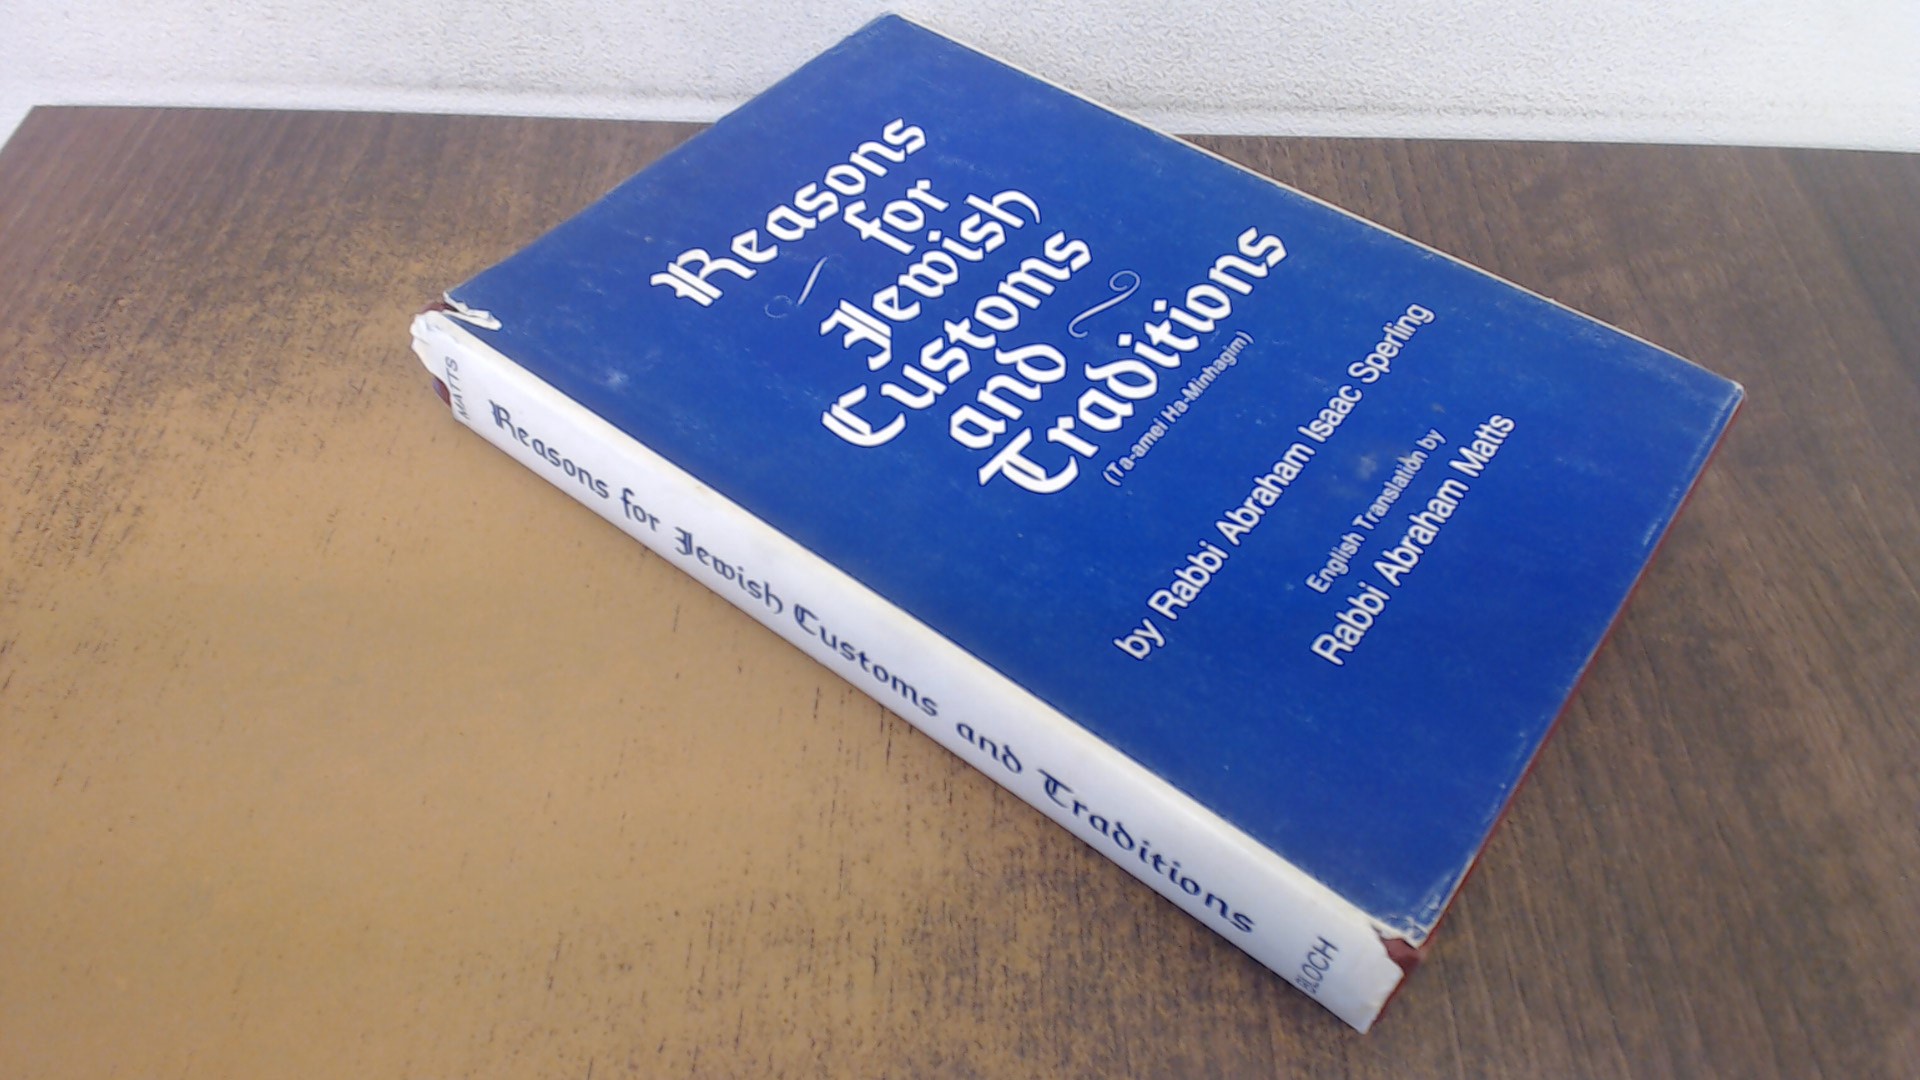 Reasons
for
Jewish
Customs
and
Traditions
(Ta-amei Ha-Minhagim)
by Rabbi Abraham Isaac Sperling
English Translation by
Rabbi Abraham Matts
MATTS
Reasons for Jewish Customs and Traditions
BLOCH